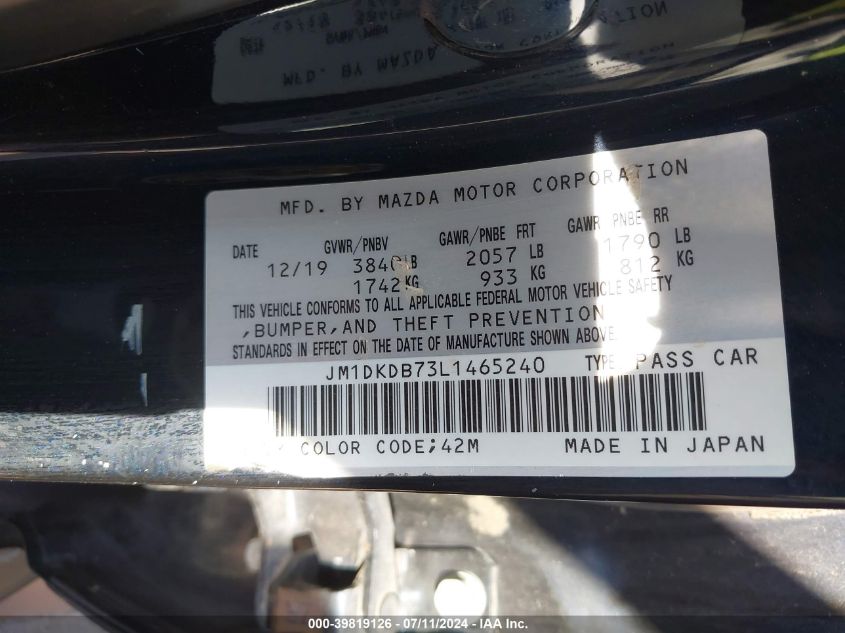 MFD. BY MAZDA MOTOR CORPORATION
DATE GVWR/PNBV GAWR/PNBE FRT GAWR PNBE RR
12/19 3840LB 2057 LB 1790 LB
1742KG 933 KG 812 KG
THIS VEHICLE CONFORMS TO ALL APPLICABLE FEDERAL MOTOR VEHICLE SAFETY
,BUMPER,AND THEFT PREVENTION
STANDARDS IN EFFECT ON THE DATE OF MANUFACTURE SHOWN ABOVE.
JM1DKDB73L1465240 TYPE PASS CAR
COLOR CODE;42M MADE IN JAPAN
000-39819126 - 07/11/2024 - IAA Inc.